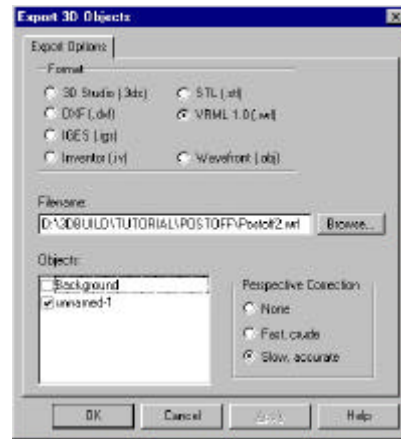 Export 3D Objects
Export Options
Format
3D Studio (.3ds)
STL (.stl)
DXF (.dxf)
VRML 1.0 (.wrl)
IGES (.igs)
Inventor (.iv)
Wavefront (.obj)
Filename:
D:\3DBUILD\TUTORIAL\POSTOFF\Postoff2.wrl
Browse...
Objects:
Background
unnamed-1
Perspective Correction
None
Fast, crude
Slow, accurate
OK
Cancel
Apply
Help